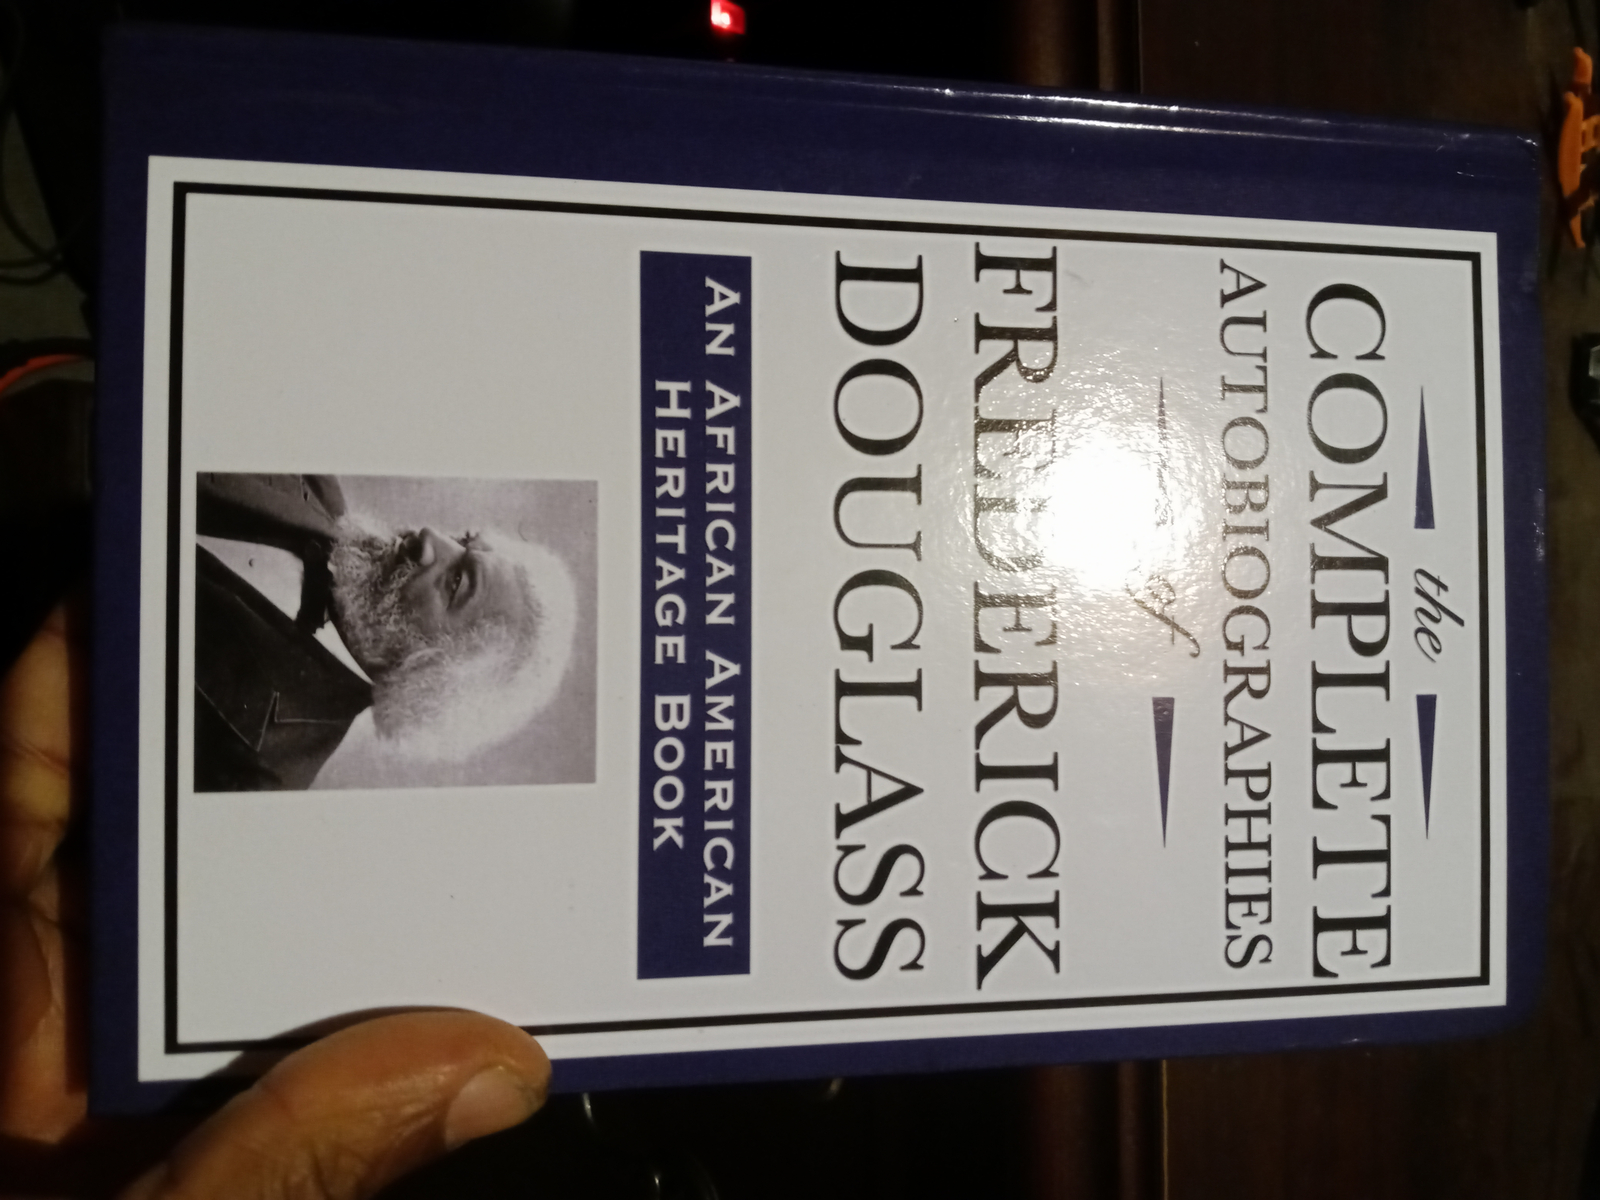 the
COMPLETE
AUTOBIOGRAPHIES
of
FREDERICK
DOUGLASS
AN AFRICAN AMERICAN
HERITAGE BOOK